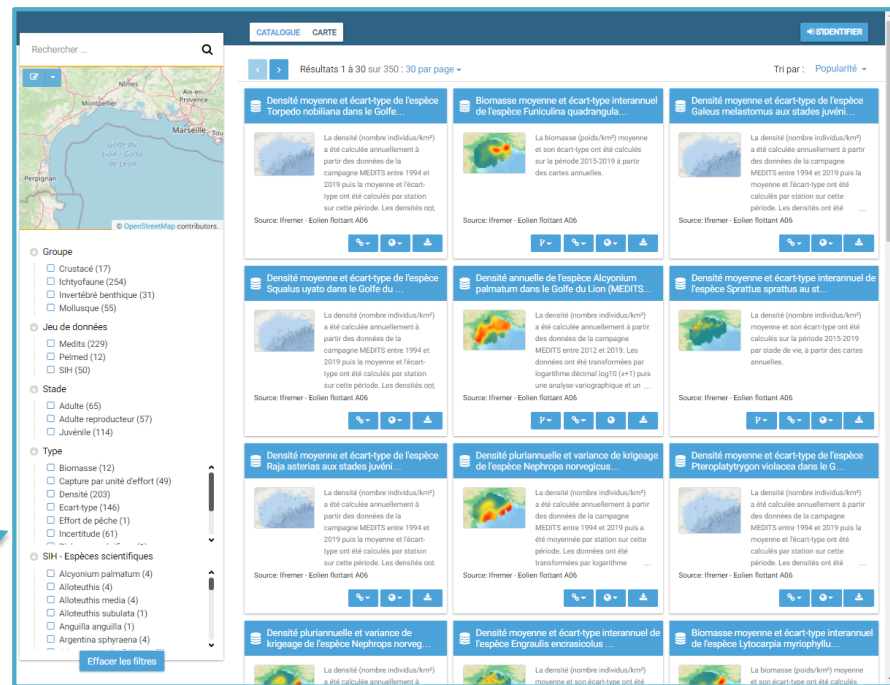 CATALOGUE CARTE
S'IDENTIFIER
Rechercher ...
Nîmes
Aix-en-
Provence
Montpellier
Marseille
Tou
Golfe du
Lion / Golfe
de Leon
Perpignan
© OpenStreetMap contributors.
Groupe
Crustacé (17)
Ichtyofaune (254)
Invertébré benthique (31)
Mollusque (55)
Jeu de données
Medits (229)
Pelmed (12)
SIH (50)
Stade
Adulte (65)
Adulte reproducteur (57)
Juvénile (114)
Type
Biomasse (12)
Capture par unité d'effort (49)
Densité (203)
Ecart-type (146)
Effort de pêche (1)
Incertitude (61)
SIH - Espèces scientifiques
Alcyonium palmatum (4)
Alloteuthis (4)
Alloteuthis media (4)
Alloteuthis subulata (1)
Anguilla anguilla (1)
Argentina sphyraena (4)
Effacer les filtres
Résultats 1 à 30 sur 350 : 30 par page
Tri par : Popularité
Densité moyenne et écart-type de l'espèce
Torpedo nobiliana dans le Golfe...
La densité (nombre individus/km²)
a été calculée annuellement à
partir des données de la
campagne MEDITS entre 1994 et
2019 puis la moyenne et l'écart-
type ont été calculés par station
sur cette période. Les densités ont
Source: Ifremer - Eolien flottant A06
Biomasse moyenne et écart-type interannuel
de l'espèce Funiculina quadrangula...
La biomasse (poids/km²) moyenne
et son écart-type ont été calculés
sur la période 2015-2019 à partir
des cartes annuelles.
Source: Ifremer - Eolien flottant A06
Densité moyenne et écart-type de l'espèce
Galeus melastomus aux stades juvéni...
La densité (nombre individus/km²)
a été calculée annuellement à partir
des données de la campagne
MEDITS entre 1994 et 2019 puis la
moyenne et l'écart-type ont été
calculés par station sur cette
période. Les densités ont été ...
Source: Ifremer - Eolien flottant A06
Densité moyenne et écart-type de l'espèce
Squalus uyato dans le Golfe du ...
La densité (nombre individus/km²)
a été calculée annuellement à
partir des données de la
campagne MEDITS entre 1994 et
2019 puis la moyenne et l'écart-
type ont été calculés par station
sur cette période. Les densités ont
Source: Ifremer - Eolien flottant A06
Densité annuelle de l'espèce Alcyonium
palmatum dans le Golfe du Lion (MEDITS...
La densité (nombre individus/km²)
a été calculée annuellement à partir
des données de la campagne
MEDITS entre 2012 et 2019. Les
données ont été transformées par
logarithme décimal log10 (x+1) puis
une analyse variographique et un ...
Source: Ifremer - Eolien flottant A06
Densité moyenne et écart-type interannuel de
l'espèce Sprattus sprattus au st...
La densité (nombre individus/km²)
moyenne et son écart-type ont été
calculés sur la période 2015-2019
par stade de vie, à partir des cartes
annuelles.
Source: Ifremer - Eolien flottant A06
Densité moyenne et écart-type de l'espèce
Raja asterias aux stades juvéni...
La densité (nombre individus/km²)
a été calculée annuellement à
partir des données de la
campagne MEDITS entre 1994 et
2019 puis la moyenne et l'écart-
type ont été calculés par station
sur cette période. Les densités ont
Source: Ifremer - Eolien flottant A06
Densité pluriannuelle et variance de krigeage
de l'espèce Nephrops norvegicus...
La densité (nombre individus/km²)
a été calculée annuellement à partir
des données de la campagne
MEDITS entre 1994 et 2019 puis a
été moyennée par station sur cette
période. Les données ont été
transformées par logarithme ...
Source: Ifremer - Eolien flottant A06
Densité moyenne et écart-type de l'espèce
Pteroplatytrygon violacea dans le G...
La densité (nombre individus/km²)
a été calculée annuellement à partir
des données de la campagne
MEDITS entre 1994 et 2019 puis la
moyenne et l'écart-type ont été
calculés par station sur cette
période. Les densités ont été ...
Source: Ifremer - Eolien flottant A06
Densité pluriannuelle et variance de
krigeage de l'espèce Nephrops norveg...
La densité (nombre individus/km²)
a été calculée annuellement à
Densité moyenne et écart-type interannuel de
l'espèce Engraulis encrasicolus ...
La densité (nombre individus/km²)
moyenne et son écart-type ont été
Biomasse moyenne et écart-type interannuel
de l'espèce Lytocarpia myriophyllu...
La biomasse (poids/km²) moyenne
et son écart-type ont été calculés